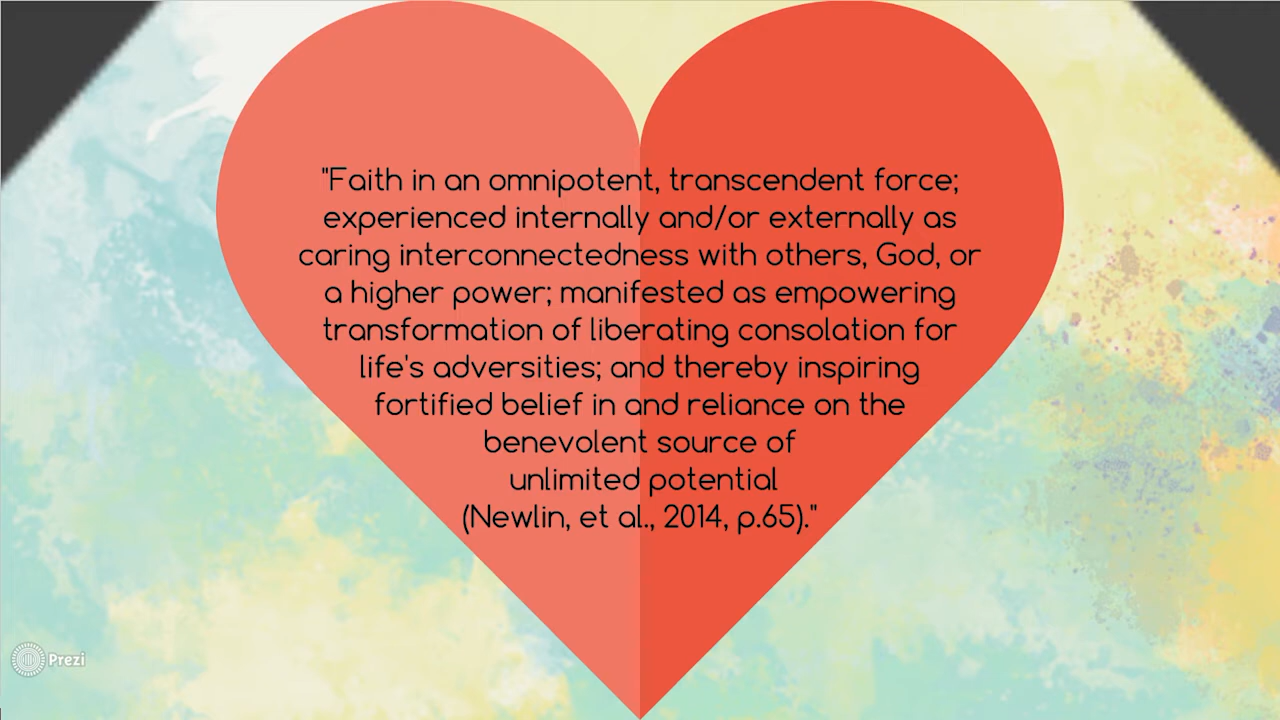 "Faith in an omnipotent, transcendent force;
experienced internally and/or externally as
caring interconnectedness with others, God, or
a higher power; manifested as empowering
transformation of liberating consolation for
life's adversities; and thereby inspiring
fortified belief in and reliance on the
benevolent source of
unlimited potential
(Newlin, et al., 2014, p.65)."
Prezi